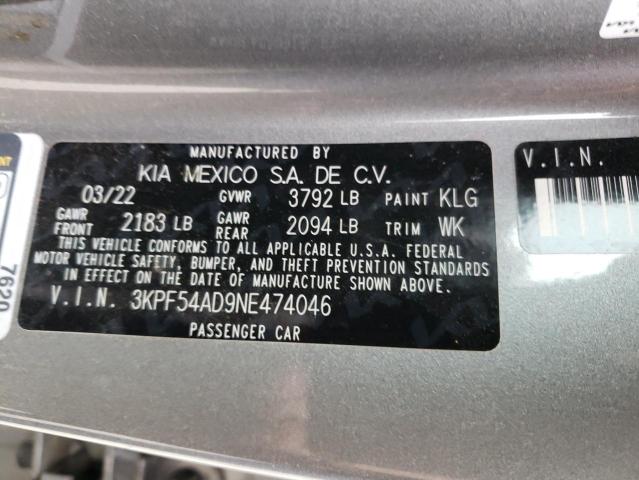 MANUFACTURED BY
KIA MEXICO S.A. DE C.V.
03/22 GVWR 3792 LB PAINT KLG
GAWR FRONT 2183 LB GAWR REAR 2094 LB TRIM WK
THIS VEHICLE CONFORMS TO ALL APPLICABLE U.S.A. FEDERAL
MOTOR VEHICLE SAFETY, BUMPER, AND THEFT PREVENTION STANDARDS
IN EFFECT ON THE DATE OF MANUFACTURE SHOWN ABOVE.
V.I.N. 3KPF54AD9NE474046
PASSENGER CAR
V.I.N.
7620